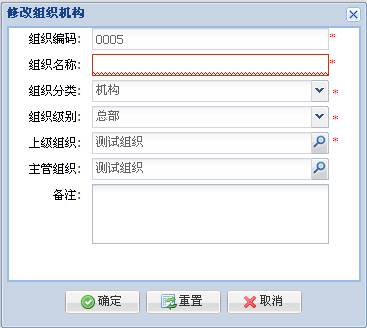 修改组织机构
组织编码: 0005 *
组织名称: *
组织分类: 机构 *
组织级别: 总部 *
上级组织: 测试组织 *
主管组织: 测试组织
备注:
确定 重置 取消